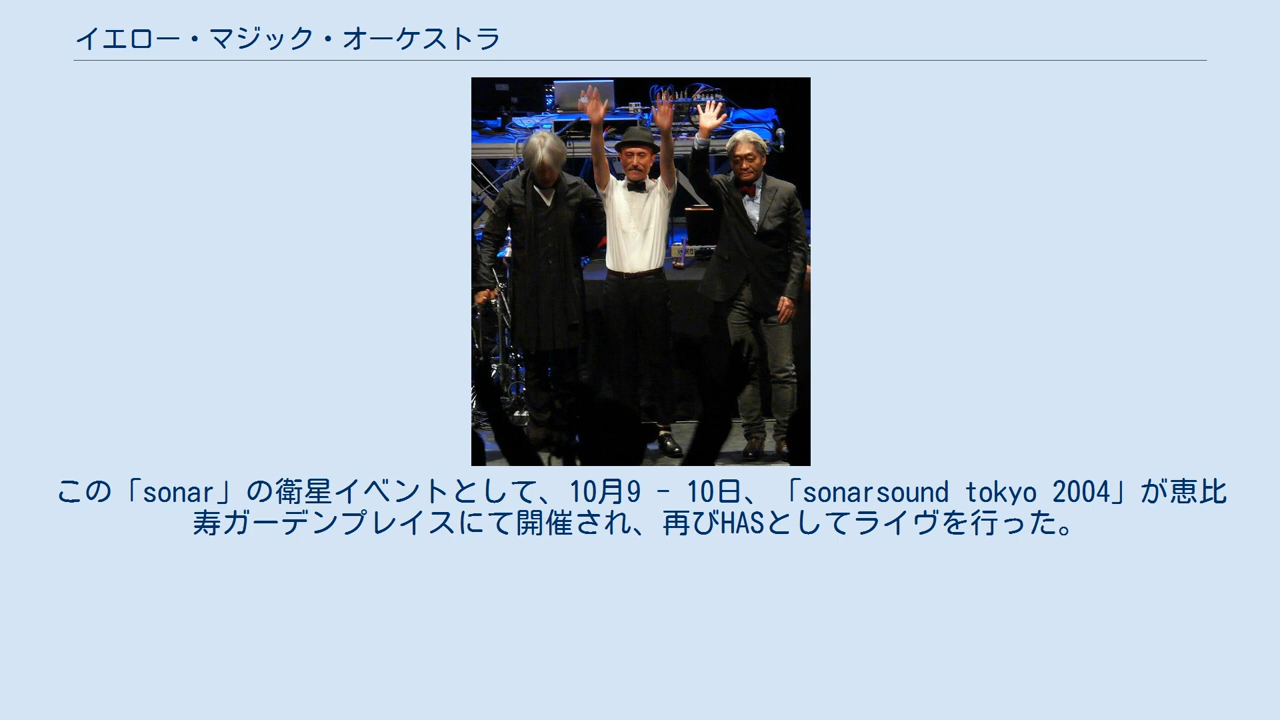 イエロー・マジック・オーケストラ
この「sonar」の衛星イベントとして、10月9 - 10日、「sonarsound tokyo 2004」が恵比
寿ガーデンプレイスにて開催され、再びHASとしてライヴを行った。